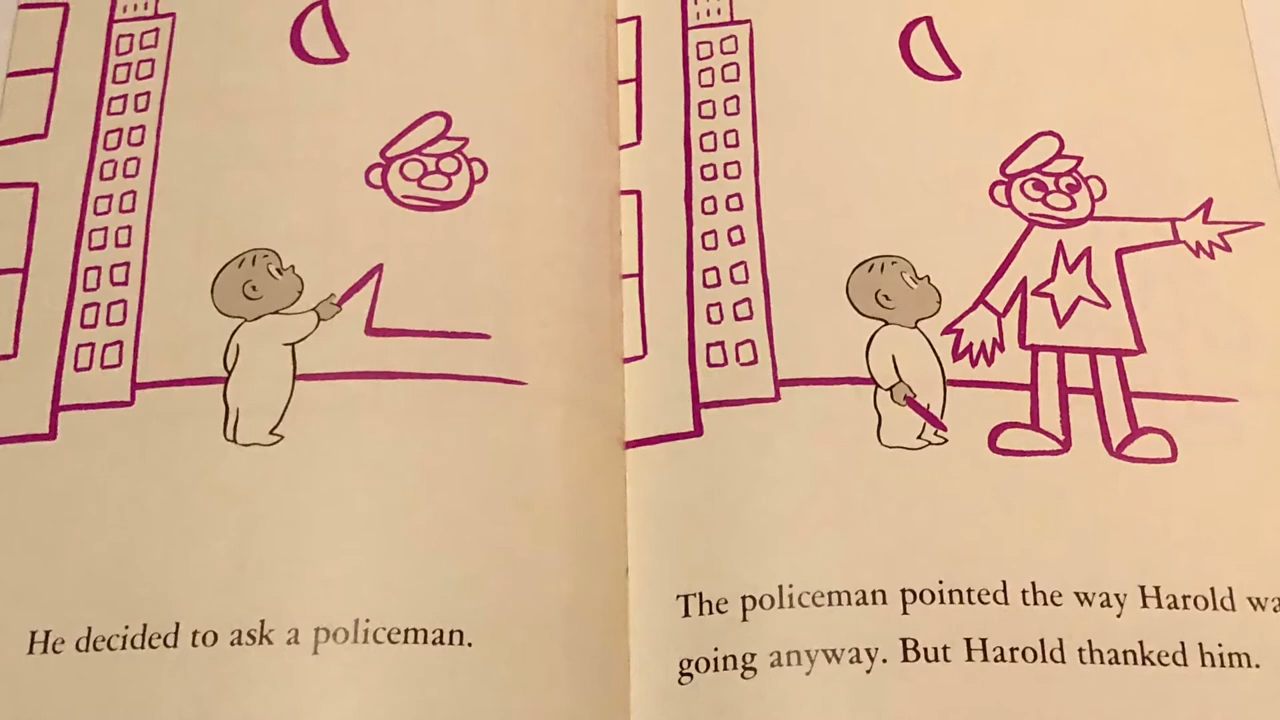 He decided to ask a policeman.
The policeman pointed the way Harold wa
going anyway. But Harold thanked him.